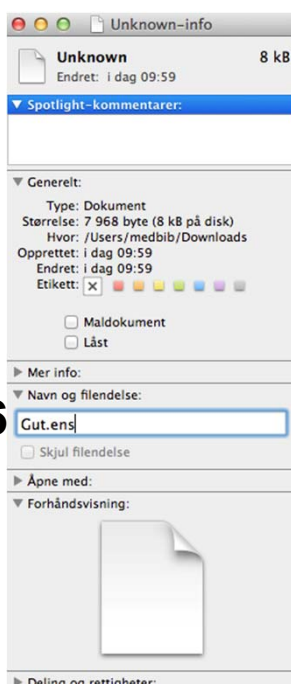 Unknown-info
Unknown 8 kB
Endret: i dag 09:59
Spotlight-kommentarer:
Generelt:
Type: Dokument
Størrelse: 7 968 byte (8 kB på disk)
Hvor: /Users/medbib/Downloads
Opprettet: i dag 09:59
Endret: i dag 09:59
Etikett:
Maldokument
Låst
Mer info:
Navn og filendelse:
6
Gut.ens
Skjul filendelse
Åpne med:
Forhåndsvisning:
Deling og rettigheter: